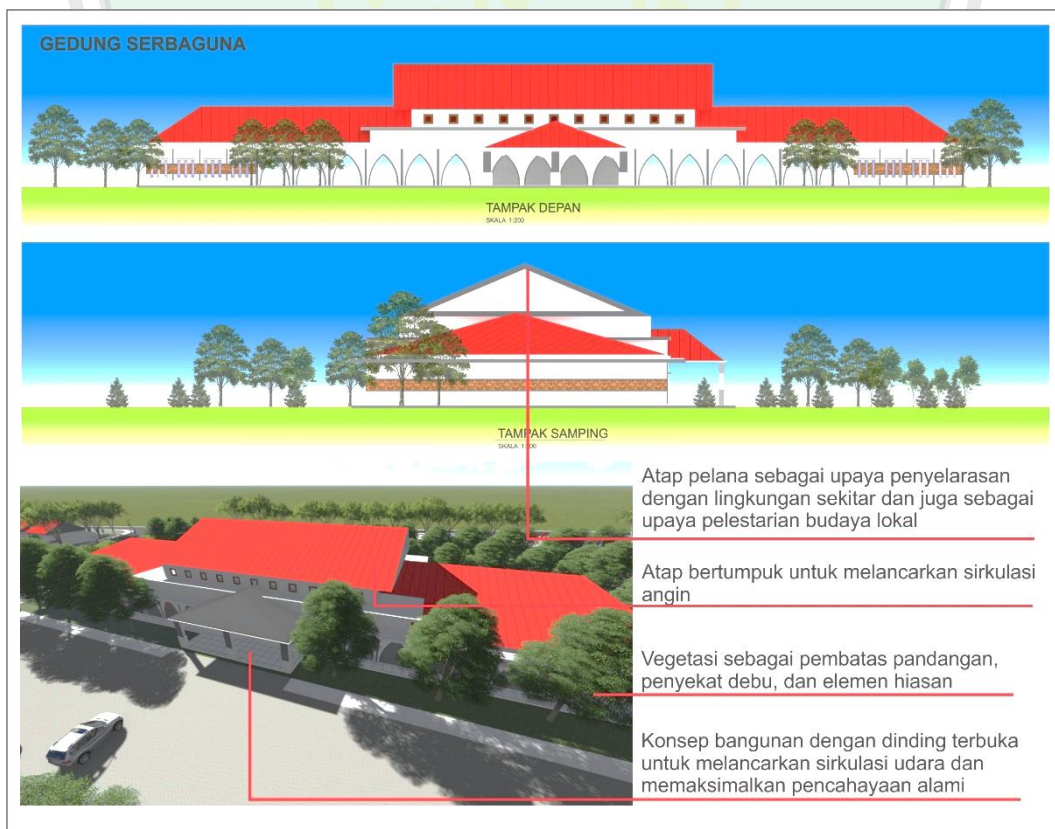 GEDUNG SERBAGUNA
TAMPAK DEPAN
SKALA 1:200
TAMPAK SAMPING
SKALA
Atap pelana sebagai upaya penyelarasan
dengan lingkungan sekitar dan juga sebagai
upaya pelestarian budaya lokal
Atap bertumpuk untuk melancarkan sirkulasi
angin
Vegetasi sebagai pembatas pandangan,
penyekat debu, dan elemen hiasan
Konsep bangunan dengan dinding terbuka
untuk melancarkan sirkulasi udara dan
memaksimalkan pencahayaan alami